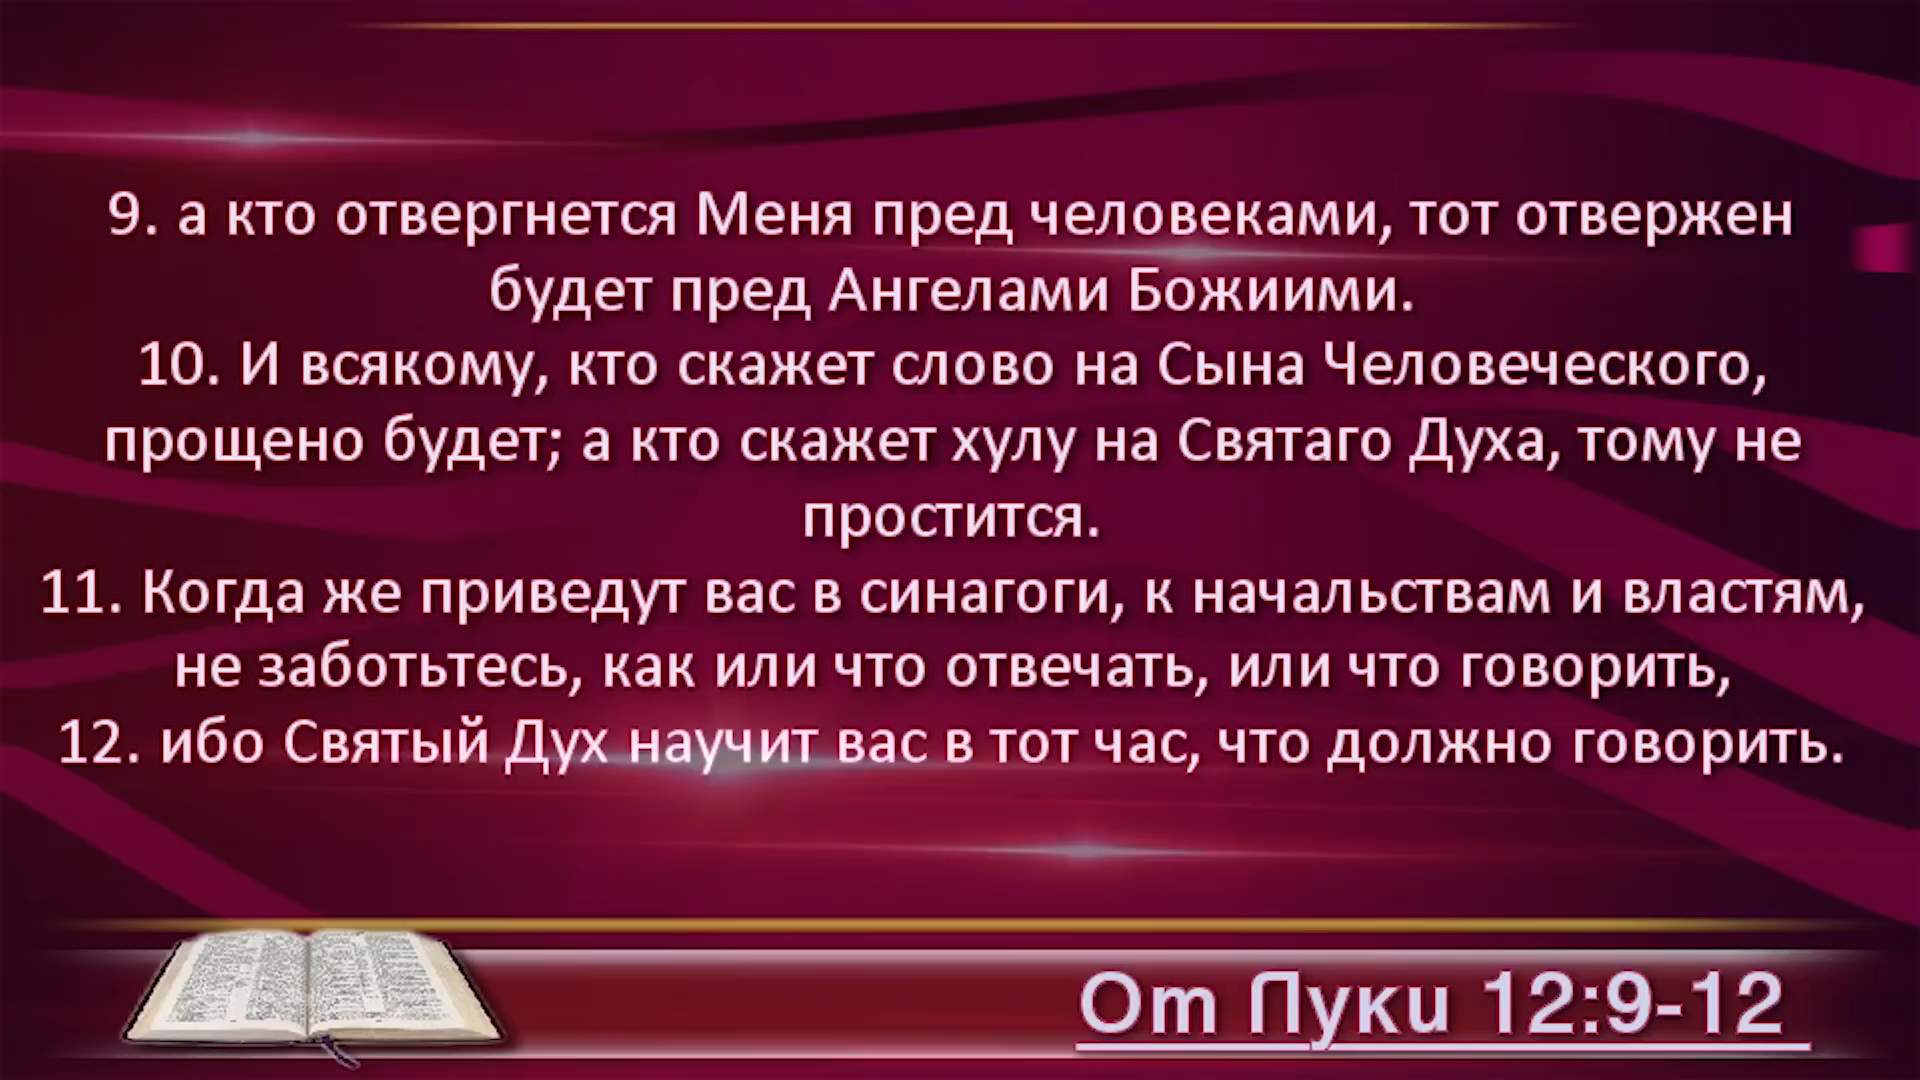 9. а кто отвергнется Меня пред человеками, тот отвержен
будет пред Ангелами Божиими.
10. И всякому, кто скажет слово на Сына Человеческого,
прощено будет; а кто скажет хулу на Святаго Духа, тому не
простится.
11. Когда же приведут вас в синагоги, к начальствам и властям,
не заботьтесь, как или что отвечать, или что говорить,
12. ибо Святый Дух научит вас в тот час, что должно говорить.
От Луки 12:9-12